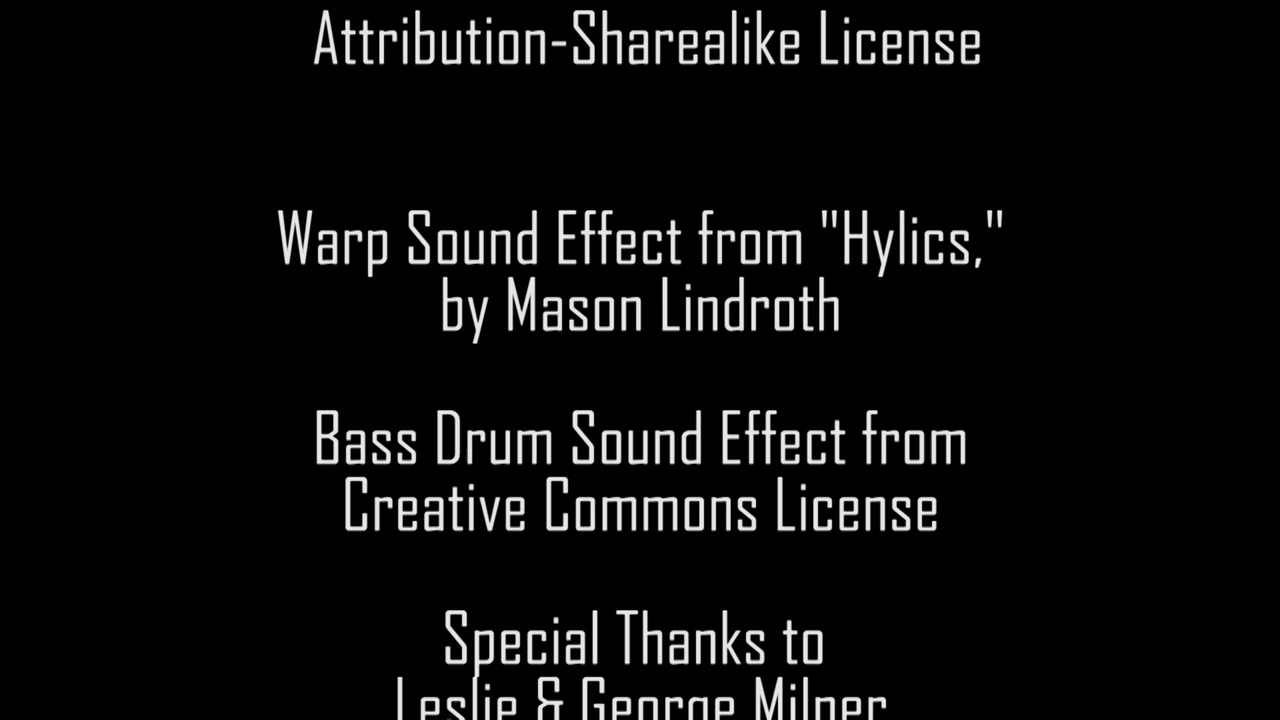 Attribution-Sharealike License
Warp Sound Effect from "Hylics,"
by Mason Lindroth
Bass Drum Sound Effect from
Creative Commons License
Special Thanks to
Leslie & George Milner